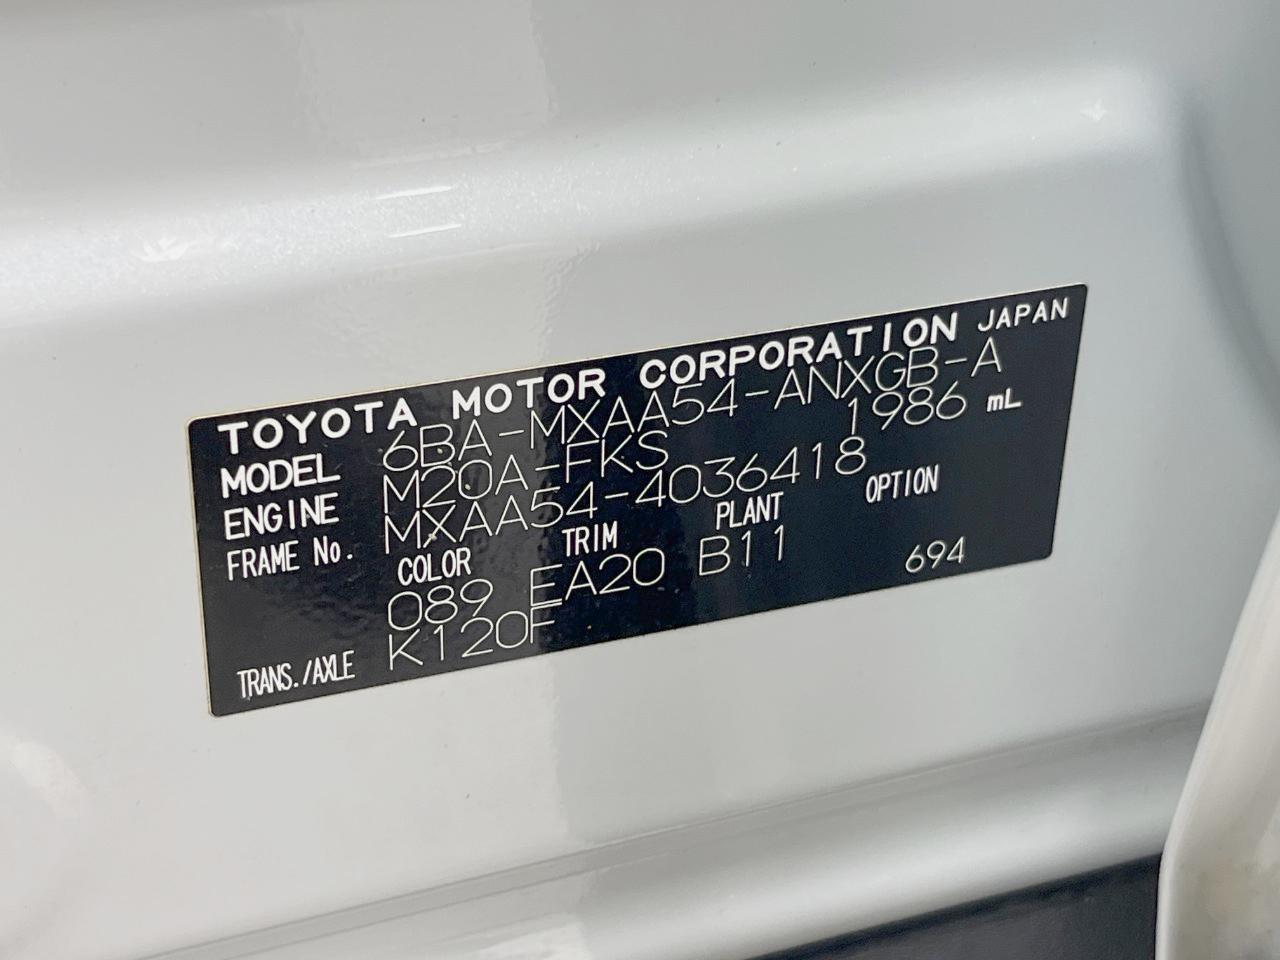 TOYOTA MOTOR CORPORATION JAPAN
MODEL 6BA-MXAA54-ANXGB-A
ENGINE M20A-FKS 1986 mL
FRAME No. MXAA54-4036418
COLOR TRIM PLANT OPTION
089 EA20 B11 694
TRANS./AXLE K120F